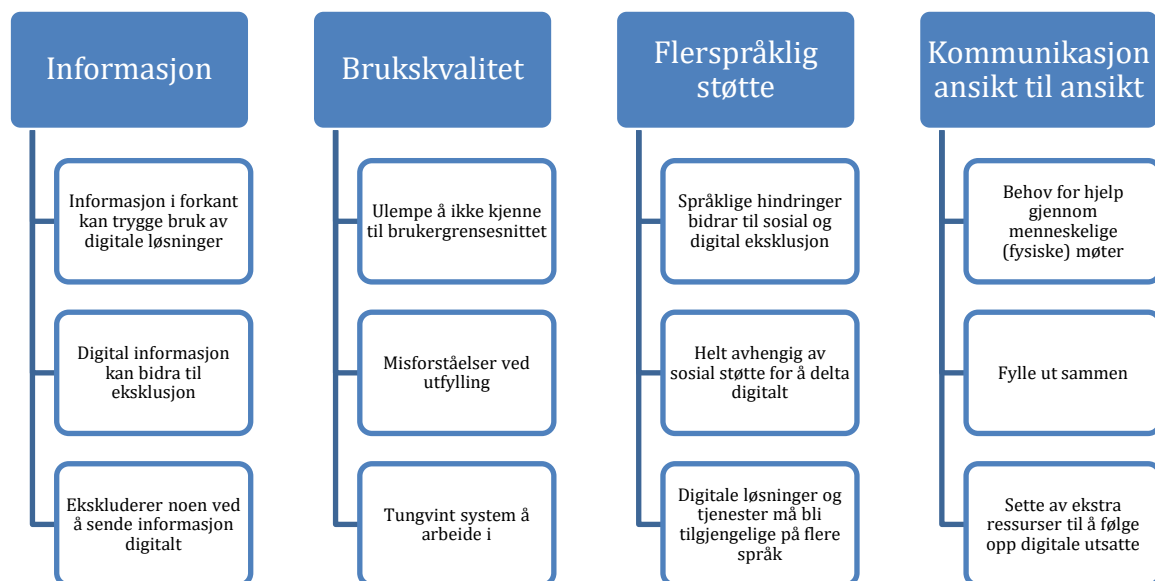 Informasjon
Informasjon i forkant
kan trygge bruk av
digitale løsninger
Digital informasjon
kan bidra til
eksklusjon
Ekskluderer noen ved
å sende informasjon
digitalt
Brukskvalitet
Ulempe å ikke kjenne
til brukergrensesnittet
Misforståelser ved
utfylling
Tungvint system å
arbeide i
Flerspråklig
støtte
Språklige hindringer
bidrar til sosial og
digital eksklusjon
Helt avhengig av
sosial støtte for å delta
digitalt
Digitale løsninger og
tjenester må bli
tilgjengelige på flere
språk
Kommunikasjon
ansikt til ansikt
Behov for hjelp
gjennom
menneskelige
(fysiske) møter
Fylle ut sammen
Sette av ekstra
ressurser til å følge
opp digitale utsatte